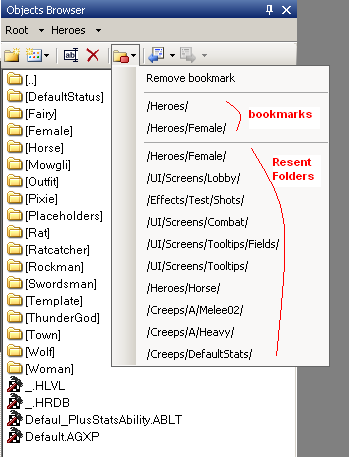 Objects Browser
Root Heroes
ab
[..]
[DefaultStatus]
[Fairy]
[Female]
[Horse]
[Mowgli]
[Outfit]
[Pixie]
[Placeholders]
[Rat]
[Ratcatcher]
[Rockman]
[Swordsman]
[Template]
[ThunderGod]
[Town]
[Wolf]
[Woman]
_.HLVL
_.HRDB
Defaul_PlusStatsAbility.ABLT
Default.AGXP
Remove bookmark
/Heroes/
/Heroes/Female/
bookmarks
/Heroes/Female/
/UI/Screens/Lobby/
/Effects/Test/Shots/
/UI/Screens/Combat/
/UI/Screens/Tooltips/Fields/
/UI/Screens/Tooltips/
/Heroes/Horse/
/Creeps/A/Melee02/
/Creeps/A/Heavy/
/Creeps/DefaultStats/
Resent
Folders